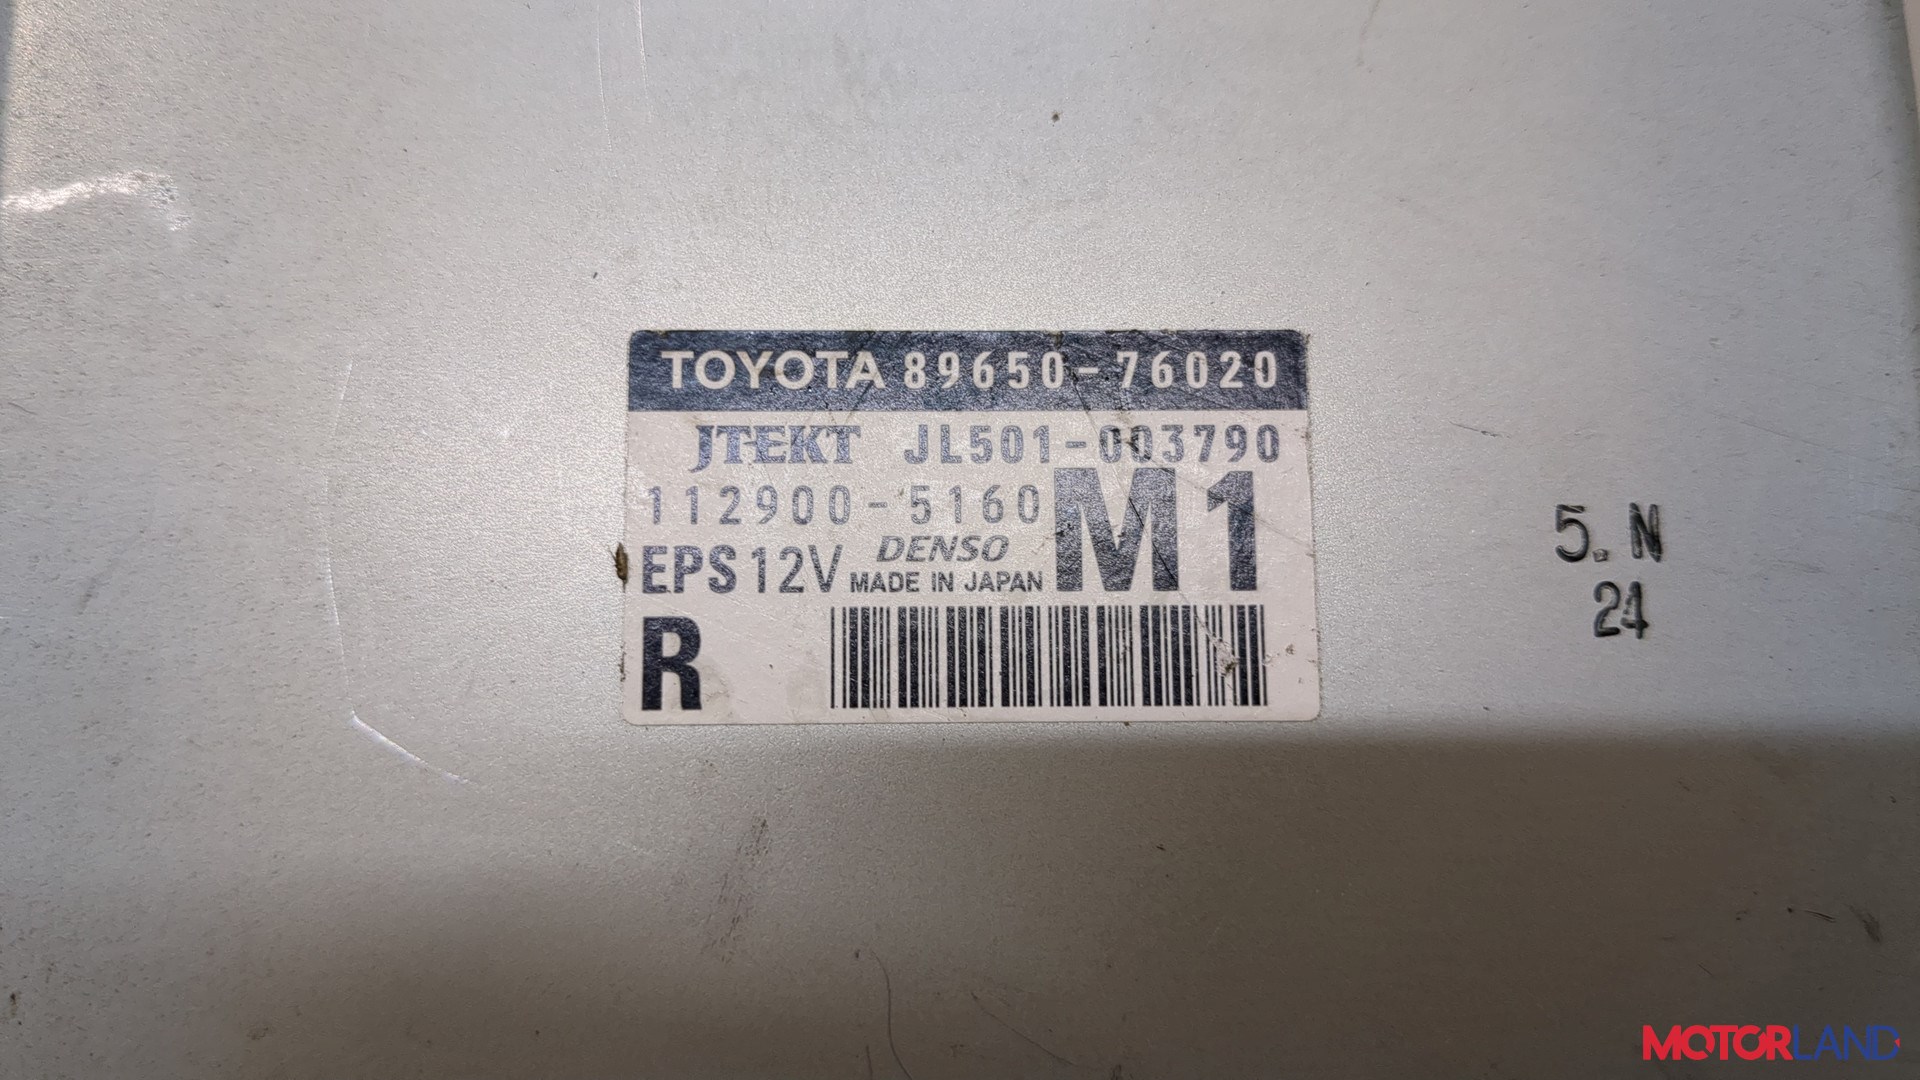 TOYOTA 89650-76020
JTEKT JL501-003790
112900-5160 M1
EPS 12V DENSO
MADE IN JAPAN
R
5. N
24
MOTORLAND